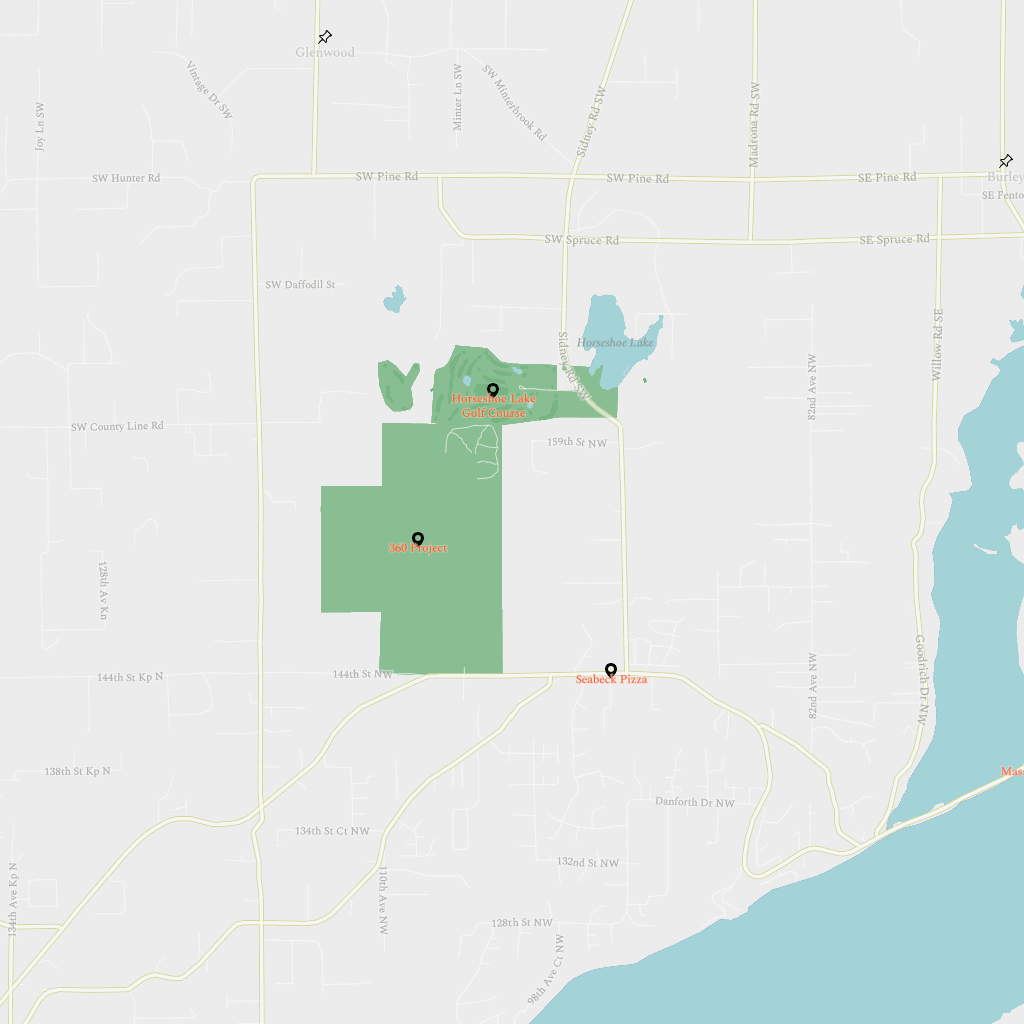 Glenwood
Vintage Dr SW
Minter Ln SW
SW Minterbrook Rd
Sidney Rd SW
Madrona Rd SW
Joy Ln SW
SW Hunter Rd
SW Pine Rd
SW Pine Rd
SE Pine Rd
Burley
SE Fento
SW Spruce Rd
SE Spruce Rd
SW Daffodil St
Horseshoe Lake
Sidney Rd SW
Willow Rd SE
82nd Ave NW
Horseshoe Lake
Golf Course
SW County Line Rd
159th St NW
360 Project
128th Av Kn
144th St Kp N
144th St NW
Seabeck Pizza
82nd Ave NW
Goodrich Dr NW
138th St Kp N
Mas
Danforth Dr NW
134th St Ct NW
132nd St NW
110th Ave NW
134th Ave Kp N
128th St NW
98th Ave Ct NW